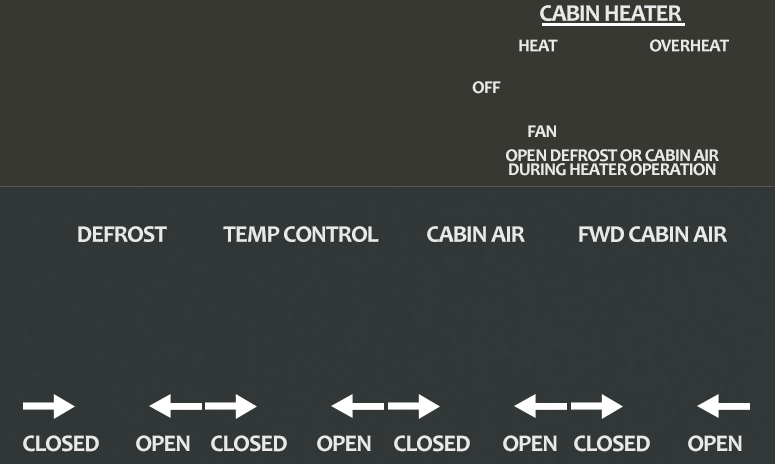 CABIN HEATER
HEAT OVERHEAT
OFF
FAN
OPEN DEFROST OR CABIN AIR
DURING HEATER OPERATION
DEFROST TEMP CONTROL CABIN AIR FWD CABIN AIR
CLOSED OPEN CLOSED OPEN CLOSED OPEN CLOSED OPEN